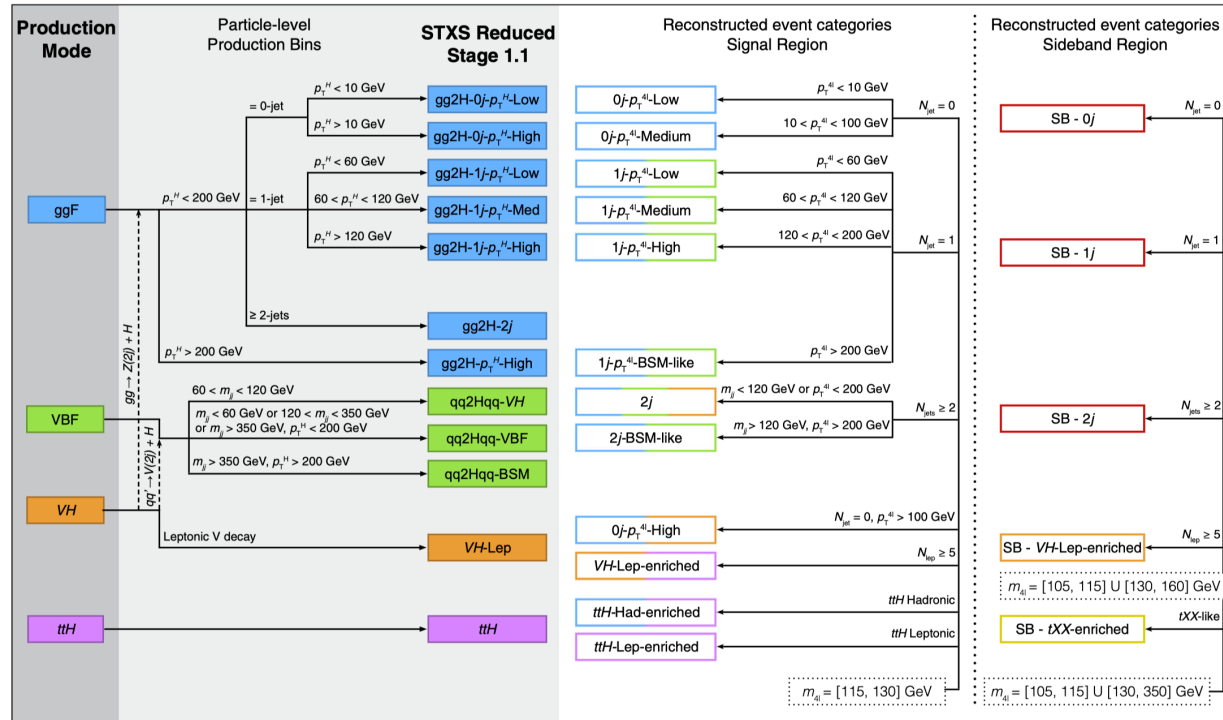 Production
Mode
Particle-level
Production Bins
STXS Reduced
Stage 1.1
Reconstructed event categories
Signal Region
Reconstructed event categories
Sideband Region
ggF
VBF
VH
ttH
p_T^H < 200 GeV
p_T^H > 200 GeV
= 0-jet
= 1-jet
≥ 2-jets
p_T^H < 10 GeV
p_T^H > 10 GeV
p_T^H < 60 GeV
60 < p_T^H < 120 GeV
p_T^H > 120 GeV
gg → Z(2j) + H
qq' → V(2j) + H
60 < m_jj < 120 GeV
m_jj < 60 GeV or 120 < m_jj < 350 GeV
or m_jj > 350 GeV, p_T^H < 200 GeV
m_jj > 350 GeV, p_T^H > 200 GeV
Leptonic V decay
gg2H-0j-p_T^H-Low
gg2H-0j-p_T^H-High
gg2H-1j-p_T^H-Low
gg2H-1j-p_T^H-Med
gg2H-1j-p_T^H-High
gg2H-2j
gg2H-p_T^H-High
qq2Hqq-VH
qq2Hqq-VBF
qq2Hqq-BSM
VH-Lep
ttH
0j-p_T^4l-Low
0j-p_T^4l-Medium
1j-p_T^4l-Low
1j-p_T^4l-Medium
1j-p_T^4l-High
1j-p_T^4l-BSM-like
2j
2j-BSM-like
0j-p_T^4l-High
VH-Lep-enriched
ttH-Had-enriched
ttH-Lep-enriched
p_T^4l < 10 GeV
10 < p_T^4l < 100 GeV
N_jet = 0
p_T^4l < 60 GeV
60 < p_T^4l < 120 GeV
120 < p_T^4l < 200 GeV
N_jet = 1
p_T^4l > 200 GeV
m_jj < 120 GeV or p_T^4l < 200 GeV
N_jets ≥ 2
m_jj > 120 GeV, p_T^4l > 200 GeV
N_jet = 0, p_T^4l > 100 GeV
N_lep ≥ 5
ttH Hadronic
ttH Leptonic
m_4l = [115, 130] GeV
SB - 0j
N_jet = 0
SB - 1j
N_jet = 1
SB - 2j
N_jets ≥ 2
SB - VH-Lep-enriched
N_lep ≥ 5
m_4l = [105, 115] U [130, 160] GeV
SB - tXX-enriched
tXX-like
m_4l = [105, 115] U [130, 350] GeV